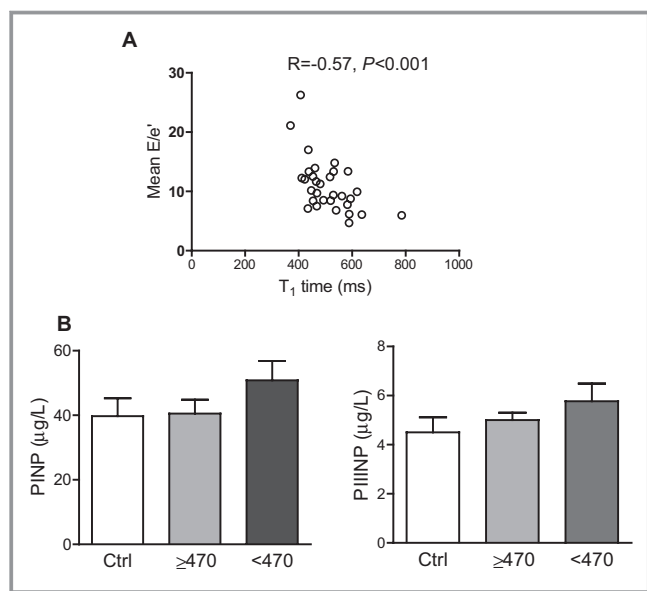 A
R=-0.57, P<0.001
30
20
10
0
Mean E/e'
0 200 400 600 800 1000
T1 time (ms)
B
60
40
20
0
PINP (µg/L)
Ctrl ≥470 <470
8
6
4
2
0
PIIINP (µg/L)
Ctrl ≥470 <470